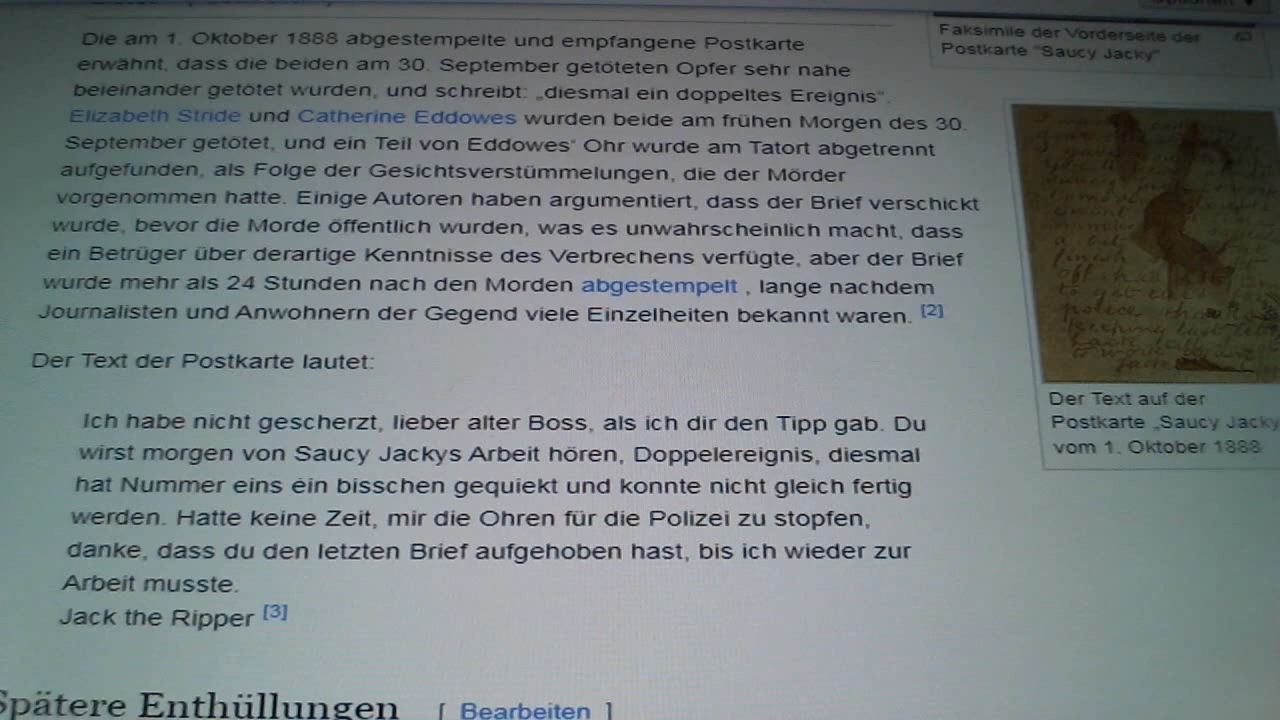 Faksimile der Vorderseite der
Postkarte "Saucy Jacky"
Die am 1. Oktober 1888 abgestempelte und empfangene Postkarte
erwähnt, dass die beiden am 30. September getöteten Opfer sehr nahe
beieinander getötet wurden, und schreibt: „diesmal ein doppeltes Ereignis“.
Elizabeth Stride und Catherine Eddowes wurden beide am frühen Morgen des 30.
September getötet, und ein Teil von Eddowes' Ohr wurde am Tatort abgetrennt
aufgefunden, als Folge der Gesichtsverstümmelungen, die der Mörder
vorgenommen hatte. Einige Autoren haben argumentiert, dass der Brief verschickt
wurde, bevor die Morde öffentlich wurden, was es unwahrscheinlich macht, dass
ein Betrüger über derartige Kenntnisse des Verbrechens verfügte, aber der Brief
wurde mehr als 24 Stunden nach den Morden abgestempelt , lange nachdem
Journalisten und Anwohnern der Gegend viele Einzelheiten bekannt waren. [2]
Der Text der Postkarte lautet:
Ich habe nicht gescherzt, lieber alter Boss, als ich dir den Tipp gab. Du
wirst morgen von Saucy Jackys Arbeit hören, Doppelereignis, diesmal
hat Nummer eins ein bisschen gequiekt und konnte nicht gleich fertig
werden. Hatte keine Zeit, mir die Ohren für die Polizei zu stopfen,
danke, dass du den letzten Brief aufgehoben hast, bis ich wieder zur
Arbeit musste.
Jack the Ripper [3]
Der Text auf der
Postkarte „Saucy Jacky
vom 1. Oktober 1888
Spätere Enthüllungen [ Bearbeiten ]